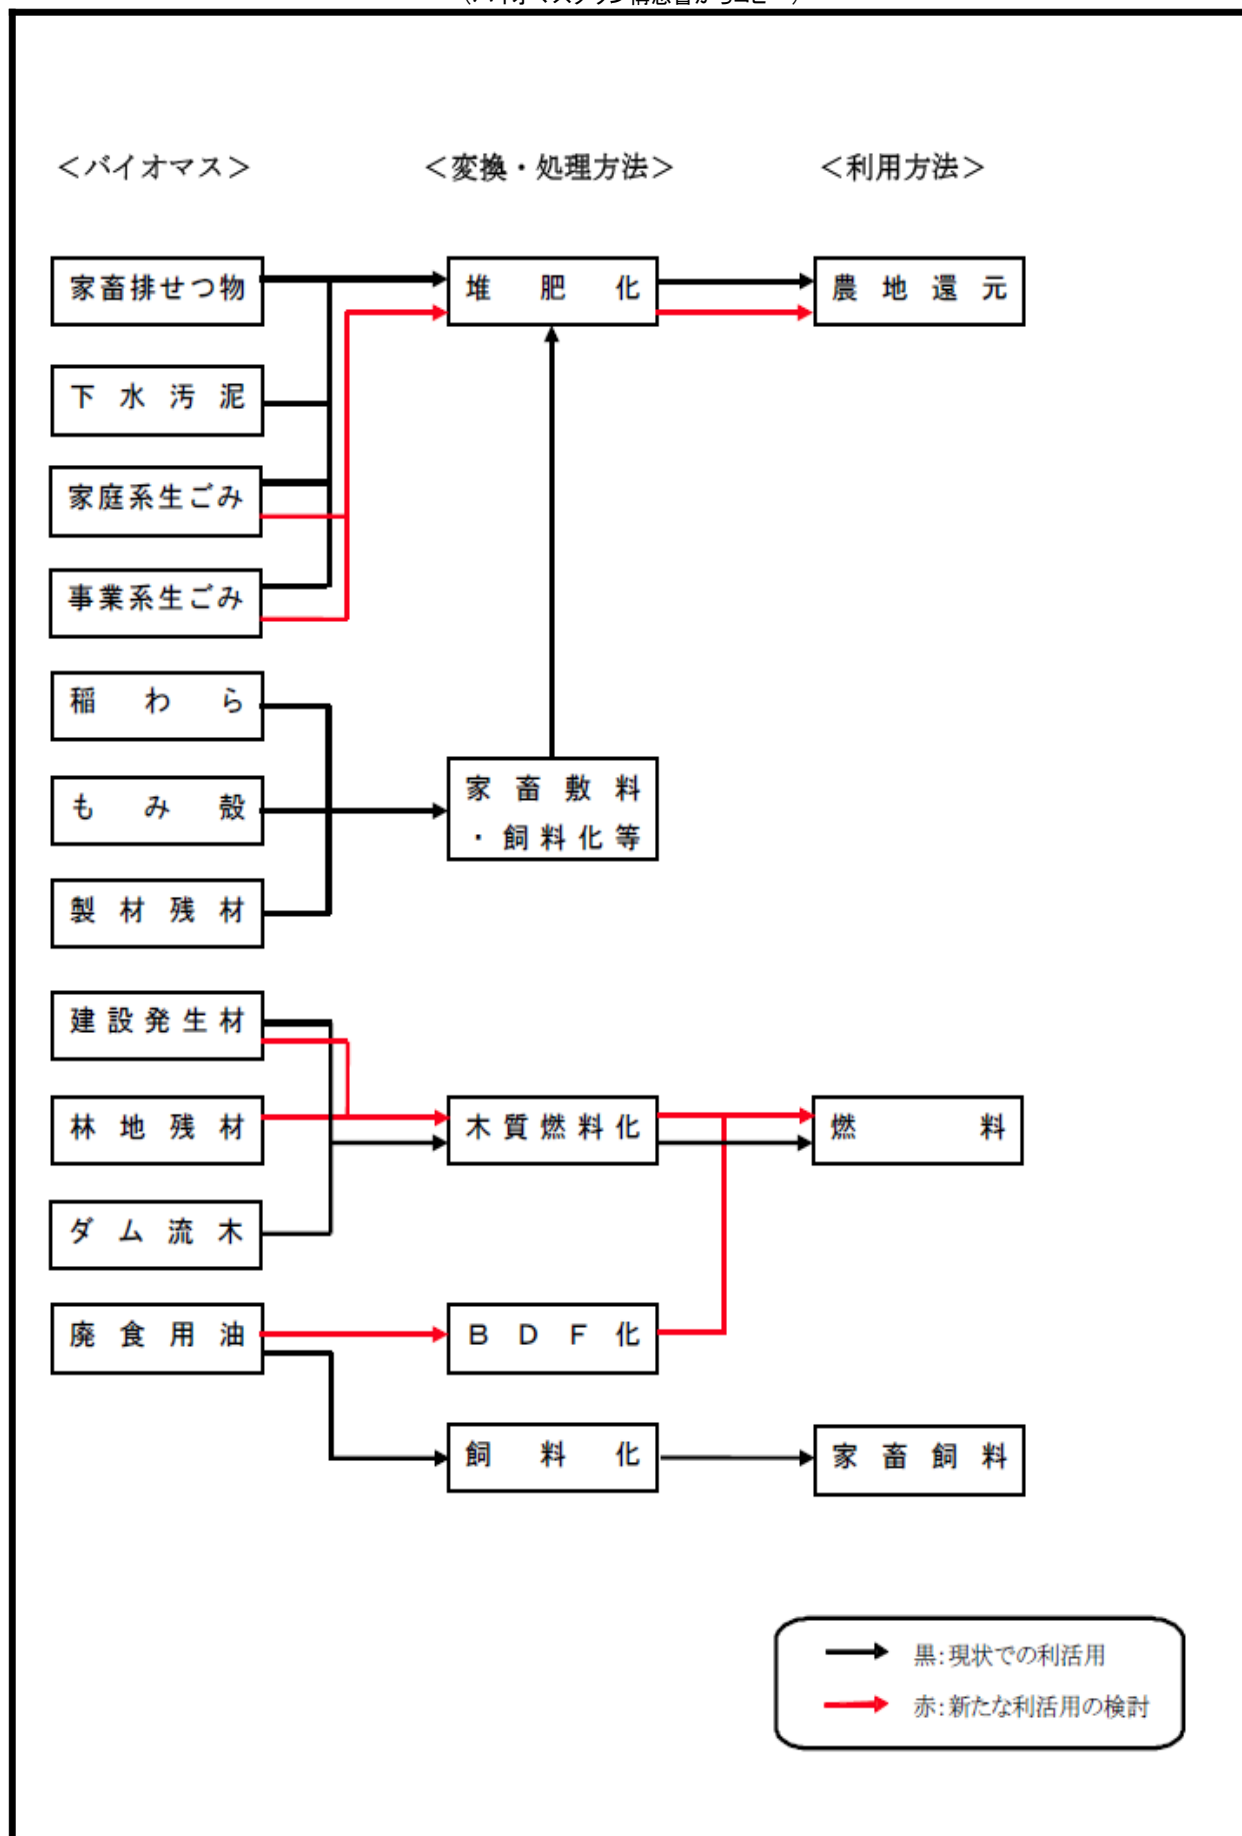 ＜バイオマス＞　＜変換・処理方法＞　＜利用方法＞
家畜排せつ物　堆肥化　農地還元
下水汚泥
家庭系生ごみ
事業系生ごみ
稲わら
もみ殻
家畜敷料
・飼料化等
製材残材
建設発生材
林地残材　木質燃料化　燃料
ダム流木
廃食用油　ＢＤＦ化
飼料化　家畜飼料
黒：現状での利活用
赤：新たな利活用の検討